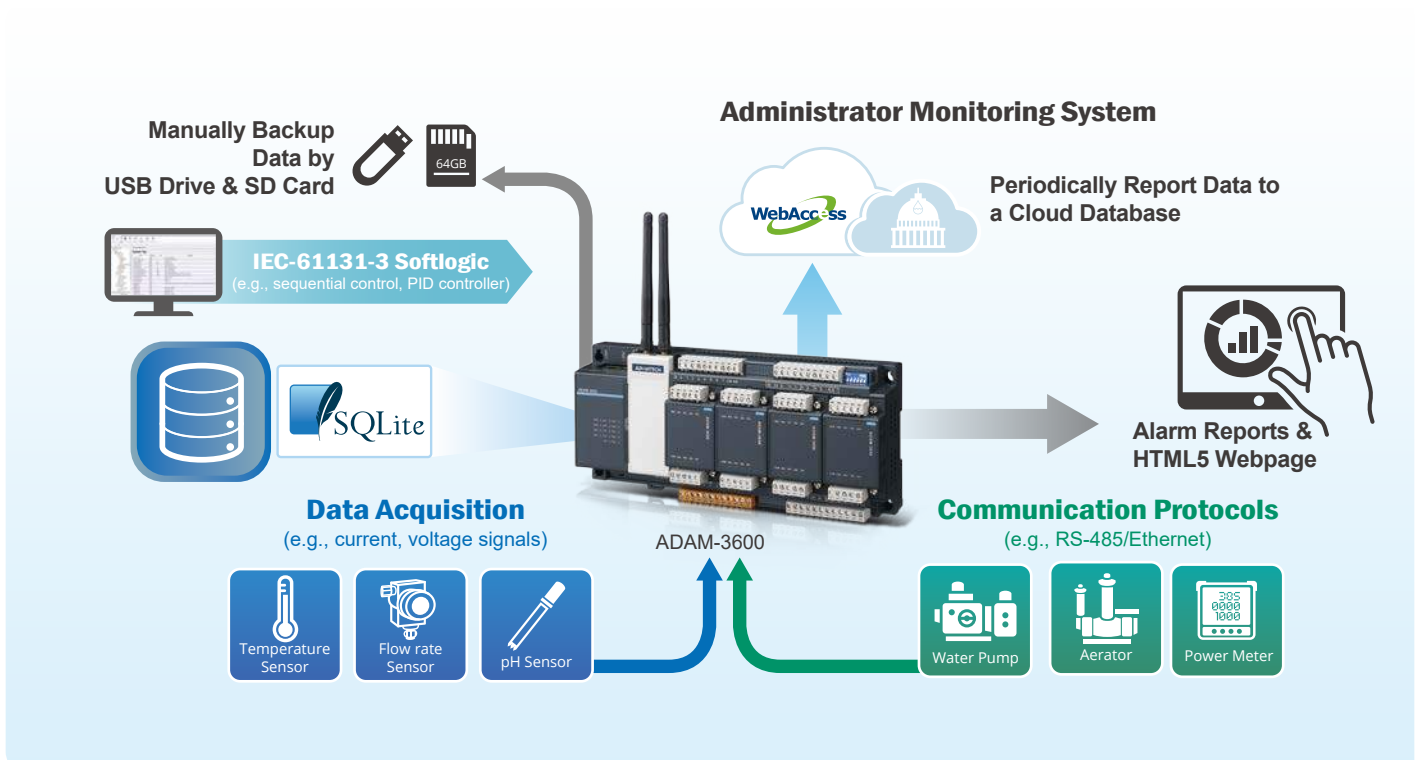 Administrator Monitoring System
Manually Backup
Data by
USB Drive & SD Card
64GB
WebAccess
Periodically Report Data to
a Cloud Database
IEC-61131-3 Softlogic
(e.g., sequential control, PID controller)
SQLite
ADVANTECH
Alarm Reports &
HTML5 Webpage
Data Acquisition
(e.g., current, voltage signals)
ADAM-3600
Communication Protocols
(e.g., RS-485/Ethernet)
Temperature
Sensor
Flow rate
Sensor
pH Sensor
Water Pump
Aerator
385
0000
1000
Power Meter